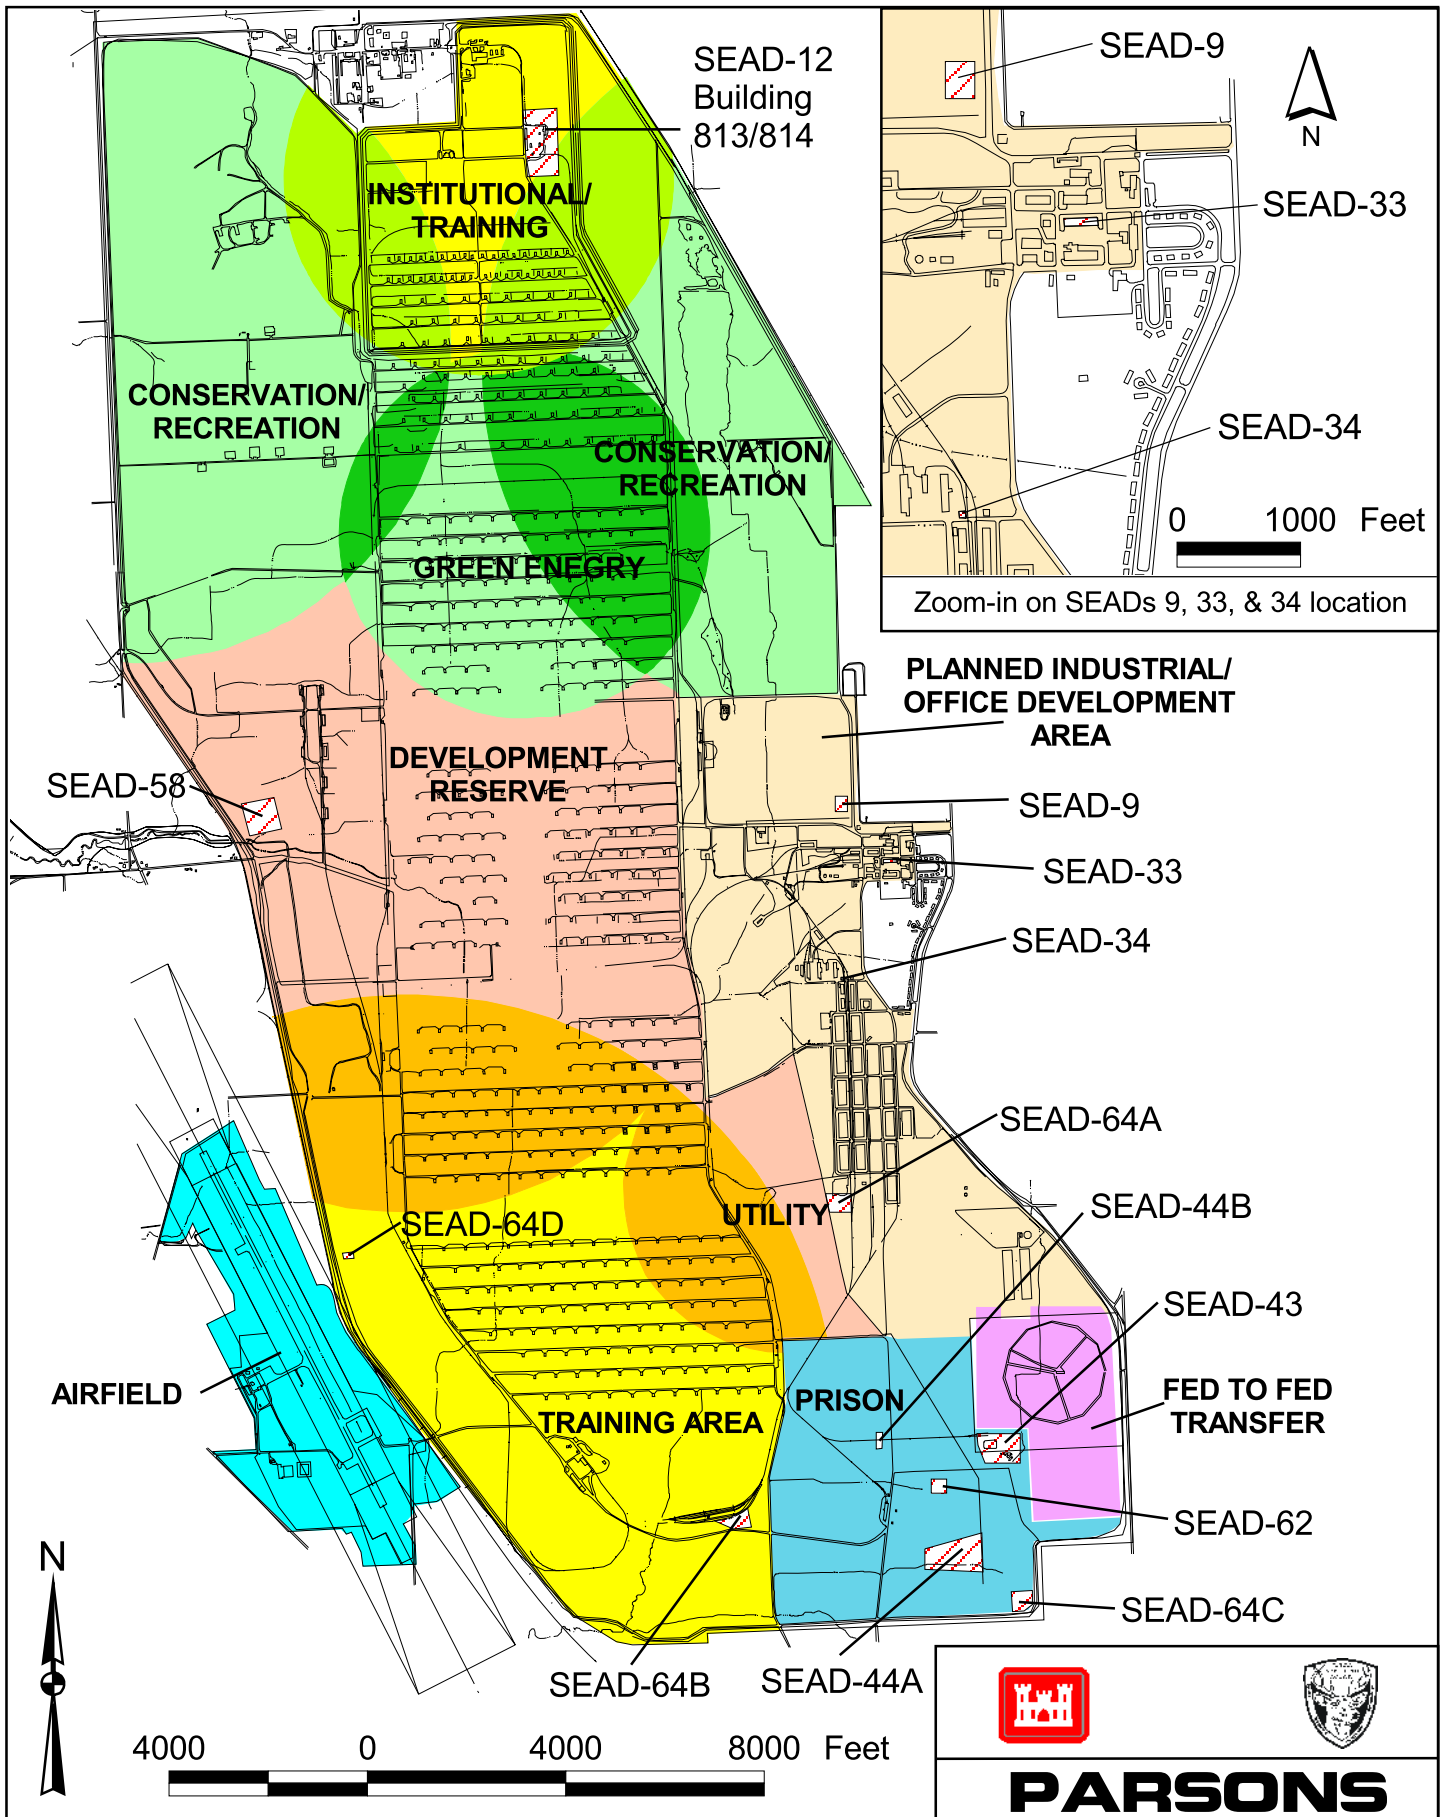 SEAD-12
Building
813/814
SEAD-9
N
SEAD-33
SEAD-34
0 1000 Feet
Zoom-in on SEADs 9, 33, & 34 location
INSTITUTIONAL/
TRAINING
CONSERVATION/
RECREATION
CONSERVATION/
RECREATION
GREEN ENEGRY
PLANNED INDUSTRIAL/
OFFICE DEVELOPMENT
AREA
DEVELOPMENT
RESERVE
SEAD-58
SEAD-9
SEAD-33
SEAD-34
SEAD-64A
SEAD-44B
UTILITY
SEAD-64D
SEAD-43
AIRFIELD
PRISON
FED TO FED
TRANSFER
TRAINING AREA
SEAD-62
SEAD-64C
SEAD-64B
SEAD-44A
N
4000 0 4000 8000 Feet
PARSONS